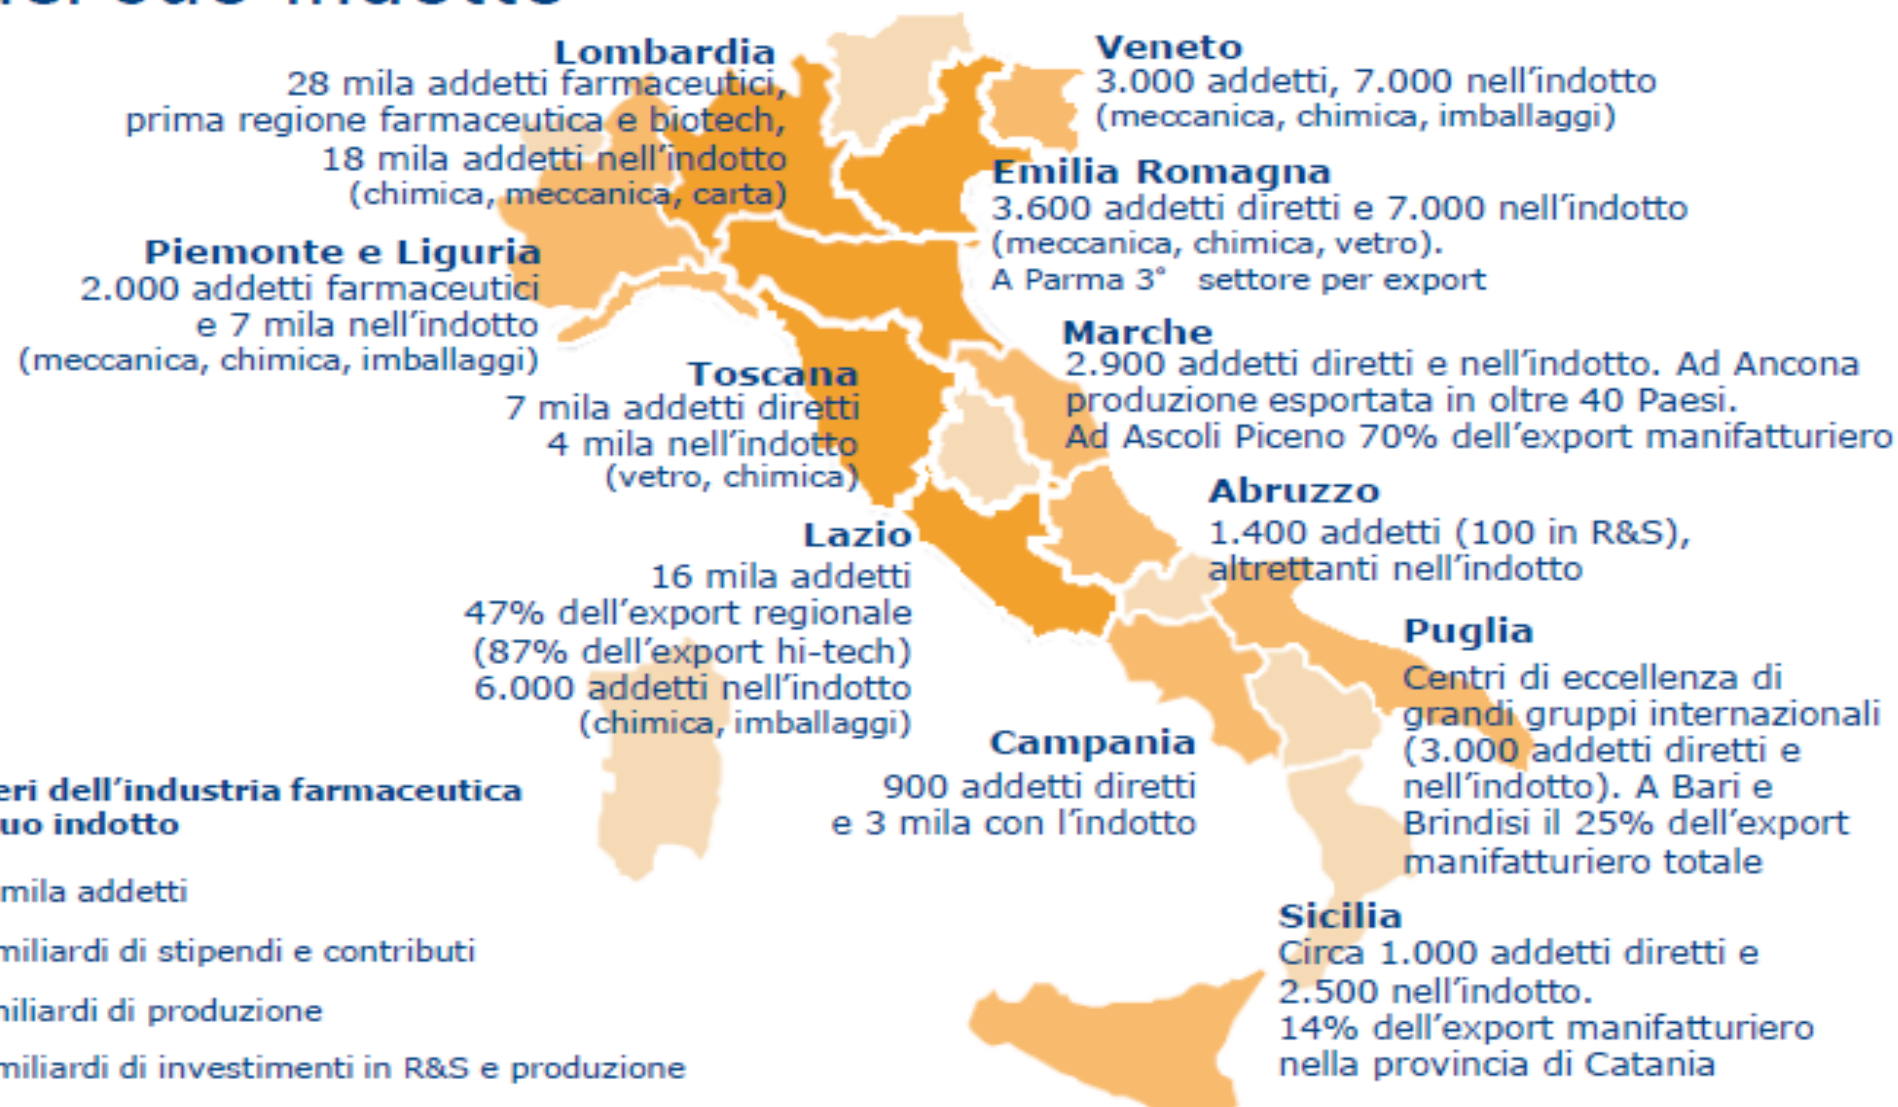 Lombardia
28 mila addetti farmaceutici,
prima regione farmaceutica e biotech,
18 mila addetti nell'indotto
(chimica, meccanica, carta)
Piemonte e Liguria
2.000 addetti farmaceutici
e 7 mila nell'indotto
(meccanica, chimica, imballaggi)
Toscana
7 mila addetti diretti
4 mila nell'indotto
(vetro, chimica)
Lazio
16 mila addetti
47% dell'export regionale
(87% dell'export hi-tech)
6.000 addetti nell'indotto
(chimica, imballaggi)
Campania
900 addetti diretti
e 3 mila con l'indotto
Veneto
3.000 addetti, 7.000 nell'indotto
(meccanica, chimica, imballaggi)
Emilia Romagna
3.600 addetti diretti e 7.000 nell'indotto
(meccanica, chimica, vetro).
A Parma 3° settore per export
Marche
2.900 addetti diretti e nell'indotto. Ad Ancona
produzione esportata in oltre 40 Paesi.
Ad Ascoli Piceno 70% dell'export manifatturiero
Abruzzo
1.400 addetti (100 in R&S),
altrettanti nell'indotto
Puglia
Centri di eccellenza di
grandi gruppi internazionali
(3.000 addetti diretti e
nell'indotto). A Bari e
Brindisi il 25% dell'export
manifatturiero totale
Sicilia
Circa 1.000 addetti diretti e
2.500 nell'indotto.
14% dell'export manifatturiero
nella provincia di Catania
eri dell'industria farmaceutica
uo indotto
mila addetti
miliardi di stipendi e contributi
miliardi di produzione
miliardi di investimenti in R&S e produzione